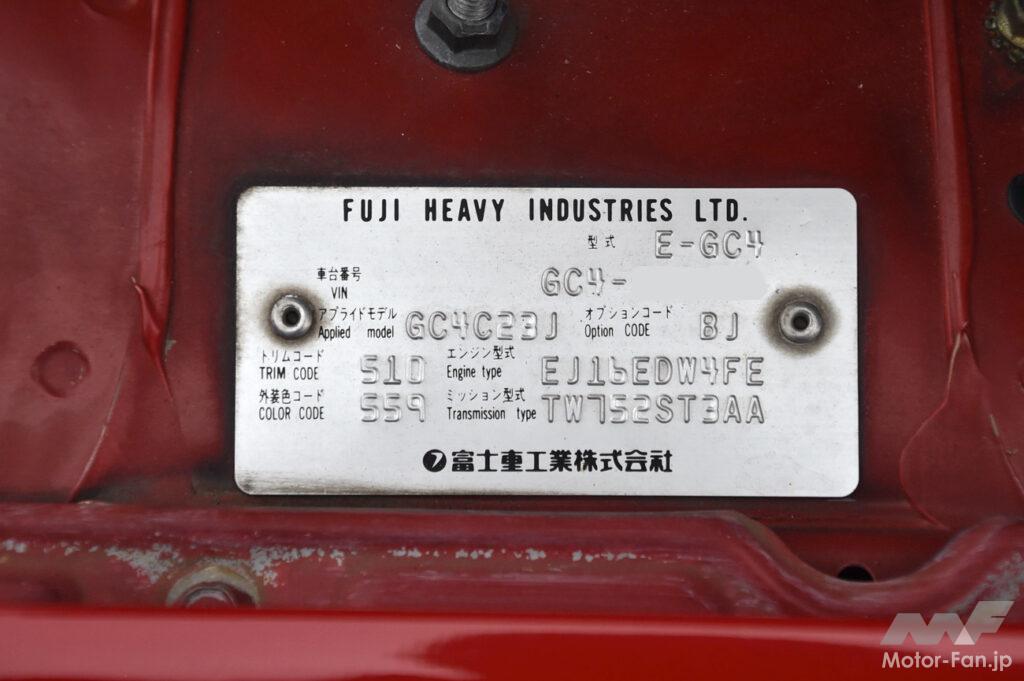 FUJI HEAVY INDUSTRIES LTD.
型式 E-GC4
車台番号 VIN GC4-
アプライドモデル Applied model GC4C23J オプションコード Option CODE BJ
トリムコード TRIM CODE 510 エンジン型式 Engine type EJ16EDW4FE
外装色コード COLOR CODE 559 ミッション型式 Transmission type TW752ST3AA
富士重工業株式会社
Motor-Fan.jp